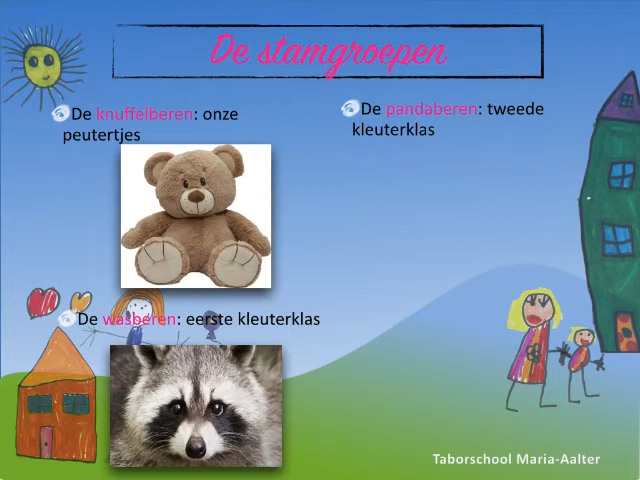 De stamgroepen
De knuffelberen: onze
peutertjes
De wasberen: eerste kleuterklas
De pandaberen: tweede
kleuterklas
Taborschool Maria-Aalter